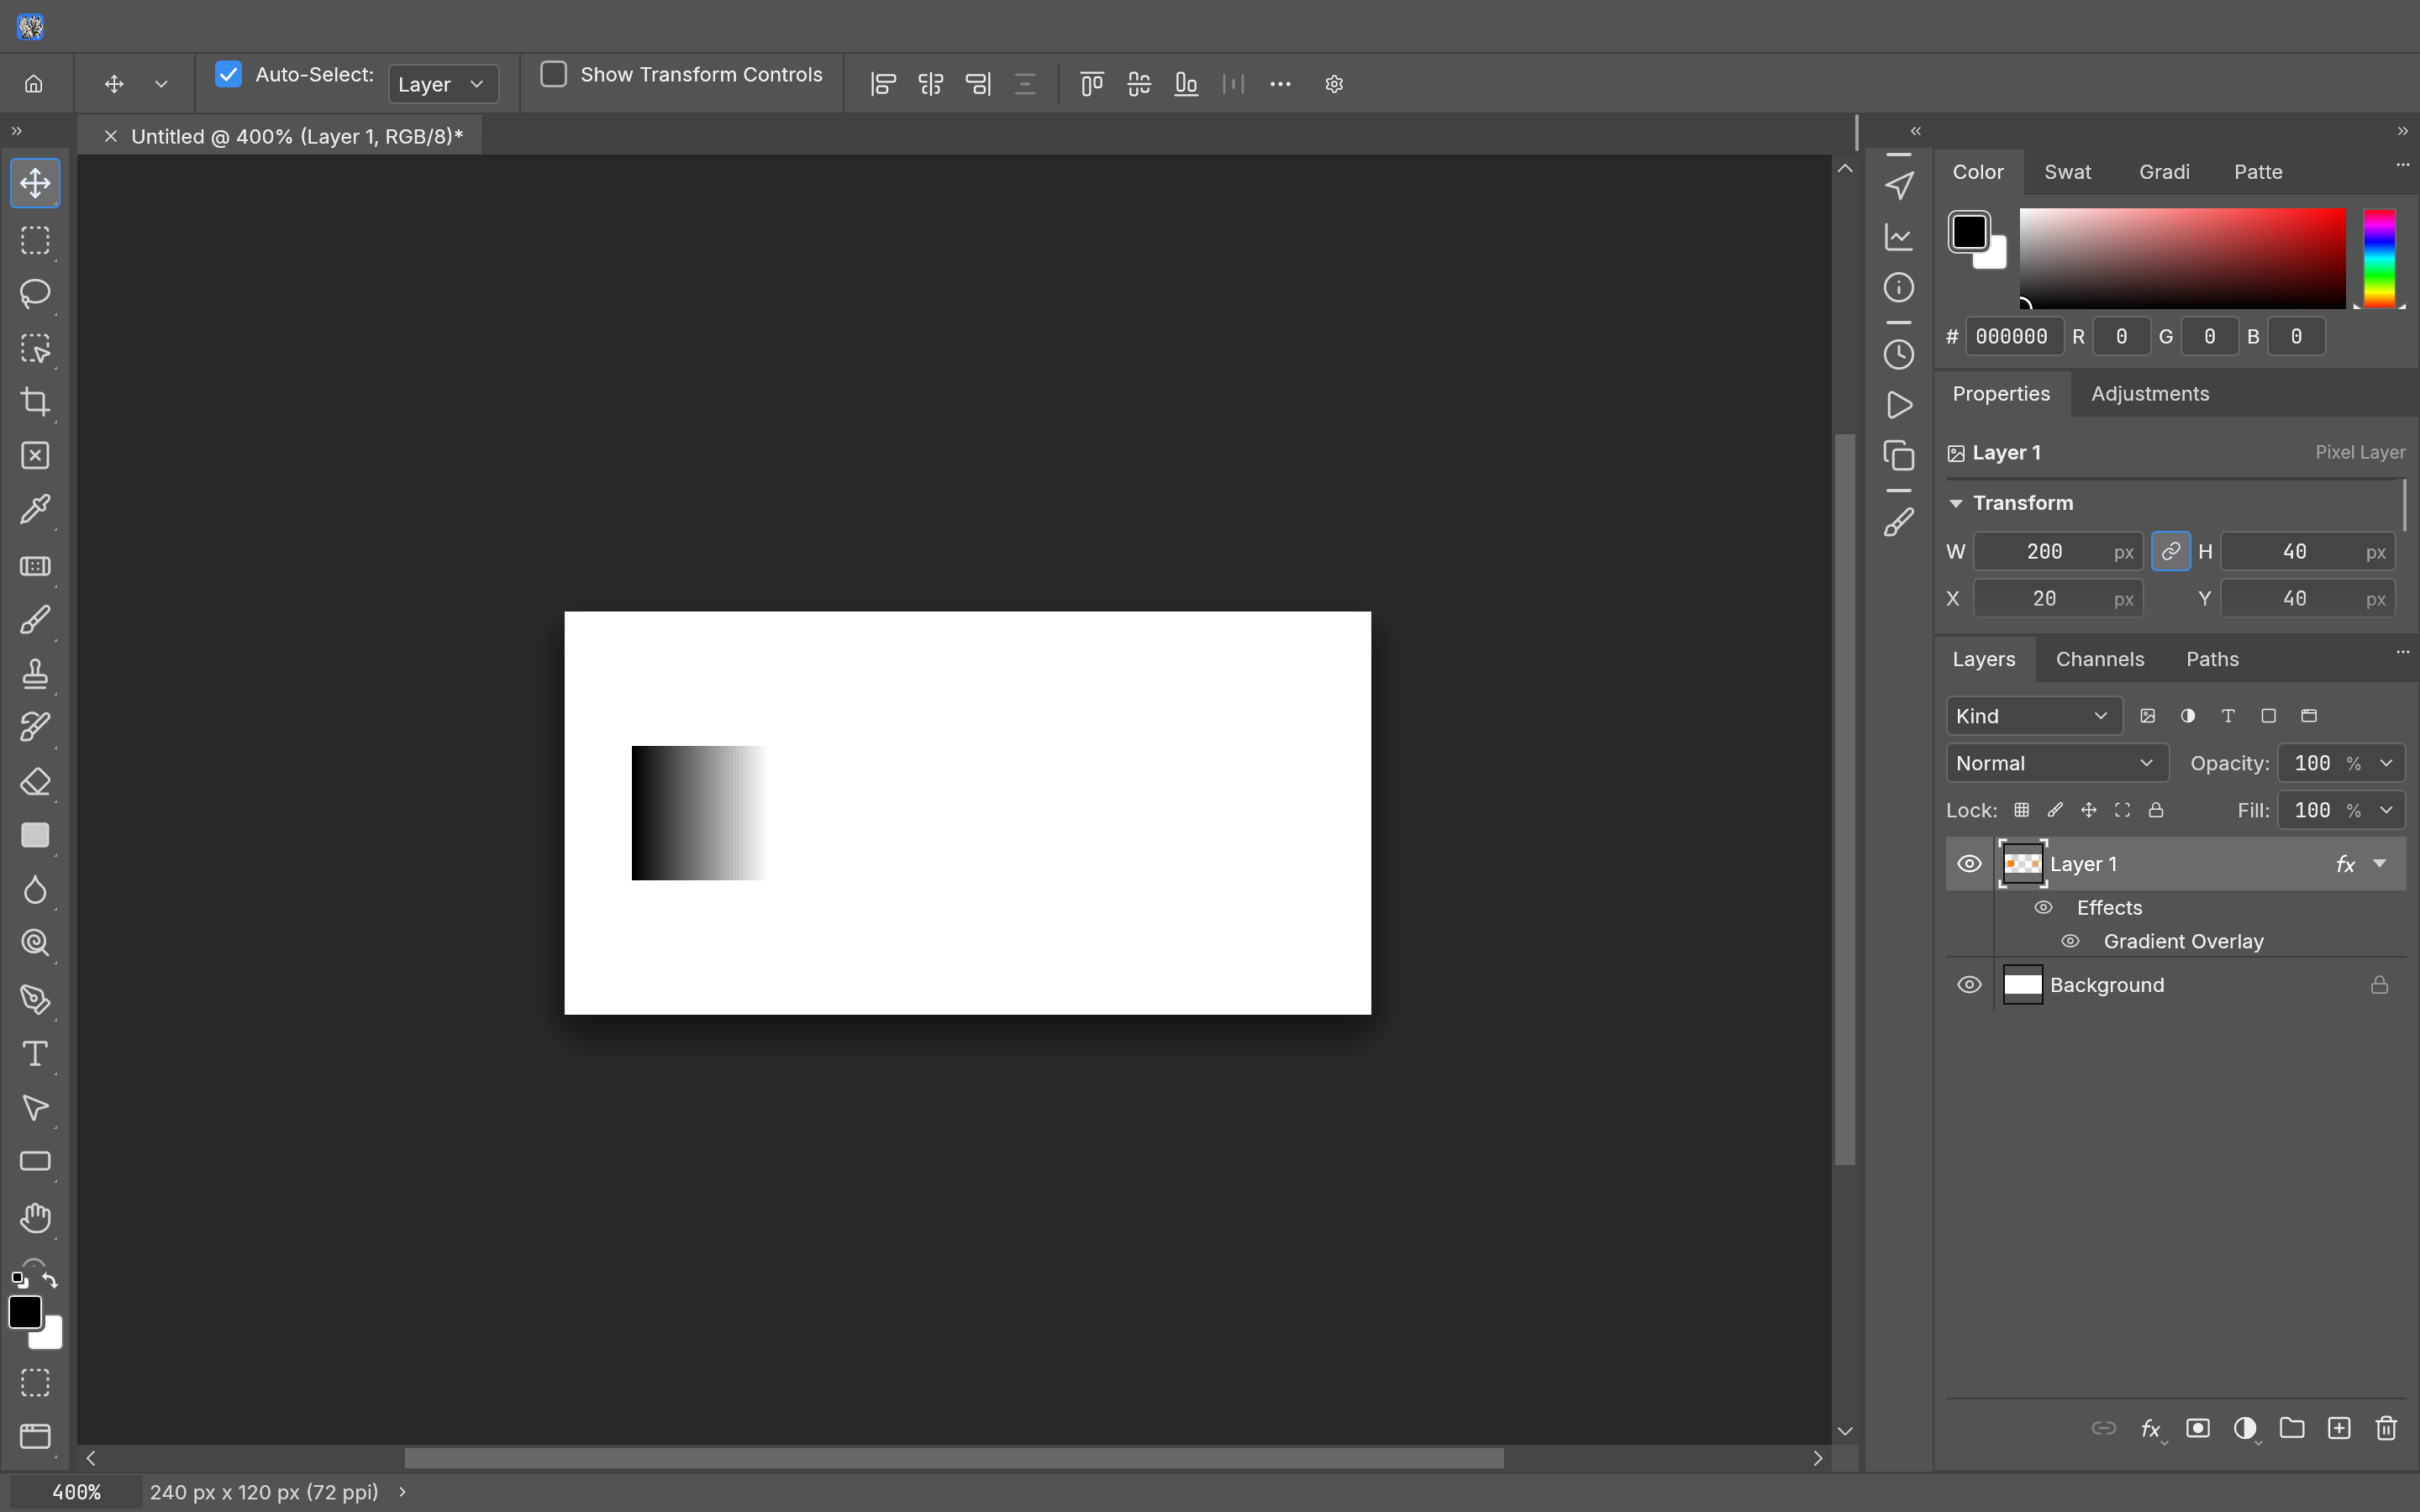 Auto-Select:
Layer
Show Transform Controls
Untitled @ 400% (Layer 1, RGB/8)*
Color Swat Gradi Patte
# 000000 R 0 G 0 B 0
Properties Adjustments
Layer 1 Pixel Layer
Transform
W 200 px H 40 px
X 20 px Y 40 px
Layers Channels Paths
Kind
Normal Opacity: 100 %
Lock: Fill: 100 %
Layer 1 fx
Effects
Gradient Overlay
Background
fx
400% 240 px x 120 px (72 ppi)